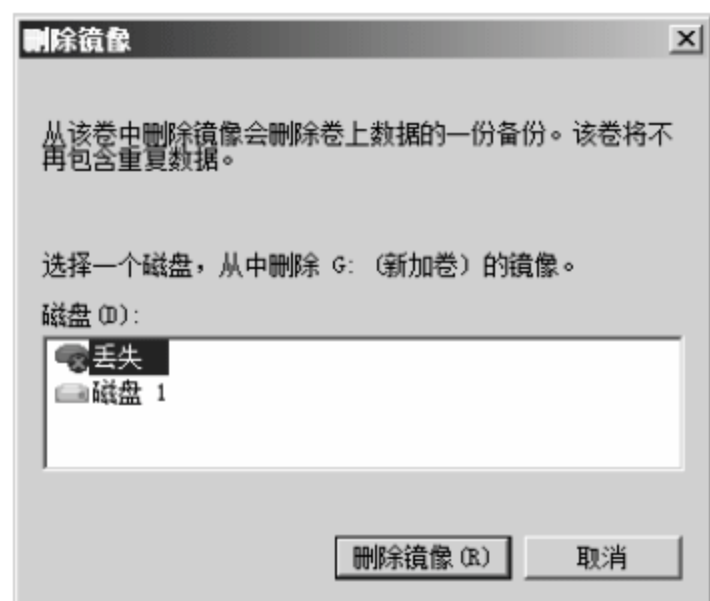 删除镜像
从该卷中删除镜像会删除卷上数据的一份备份。该卷将不
再包含重复数据。
选择一个磁盘，从中删除 G: （新加卷）的镜像。
磁盘(D):
丢失
磁盘 1
删除镜像(R)
取消